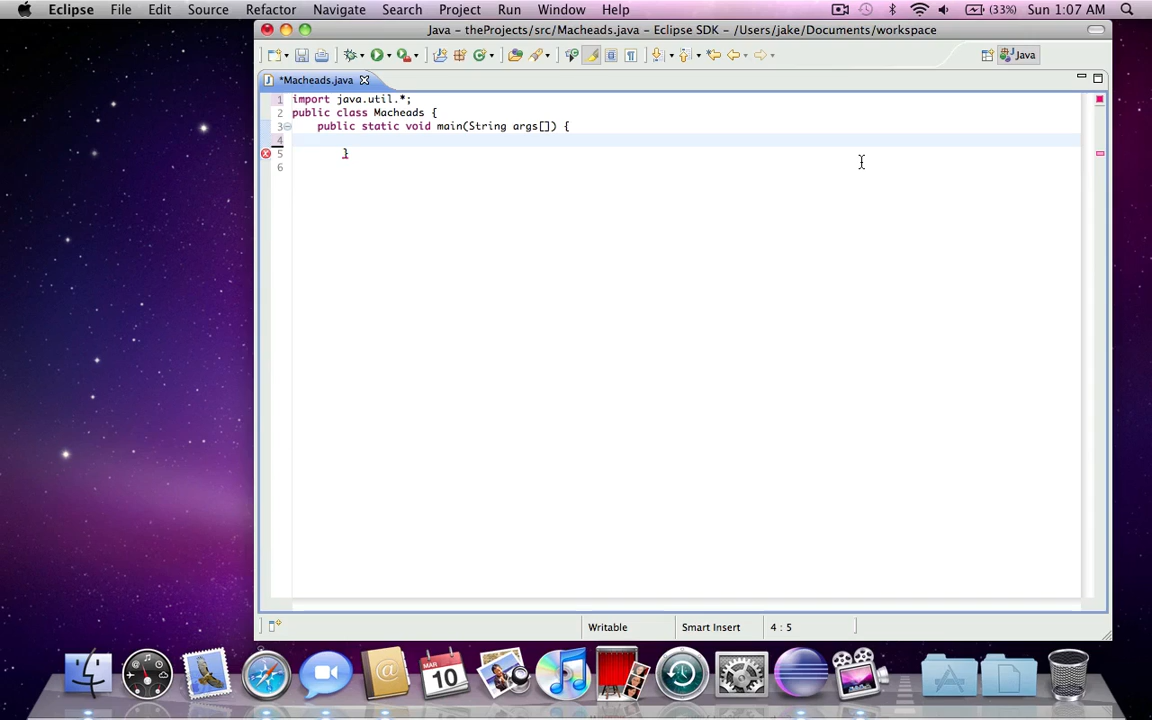 Eclipse File Edit Source Refactor Navigate Search Project Run Window Help (33%) Sun 1:07 AM
Java – theProjects/src/Macheads.java – Eclipse SDK – /Users/jake/Documents/workspace
Java
*Macheads.java
1 import java.util.*;
2 public class Macheads {
3 public static void main(String args[]) {
4
5 }
6
Writable Smart Insert 4 : 5
MAR
10